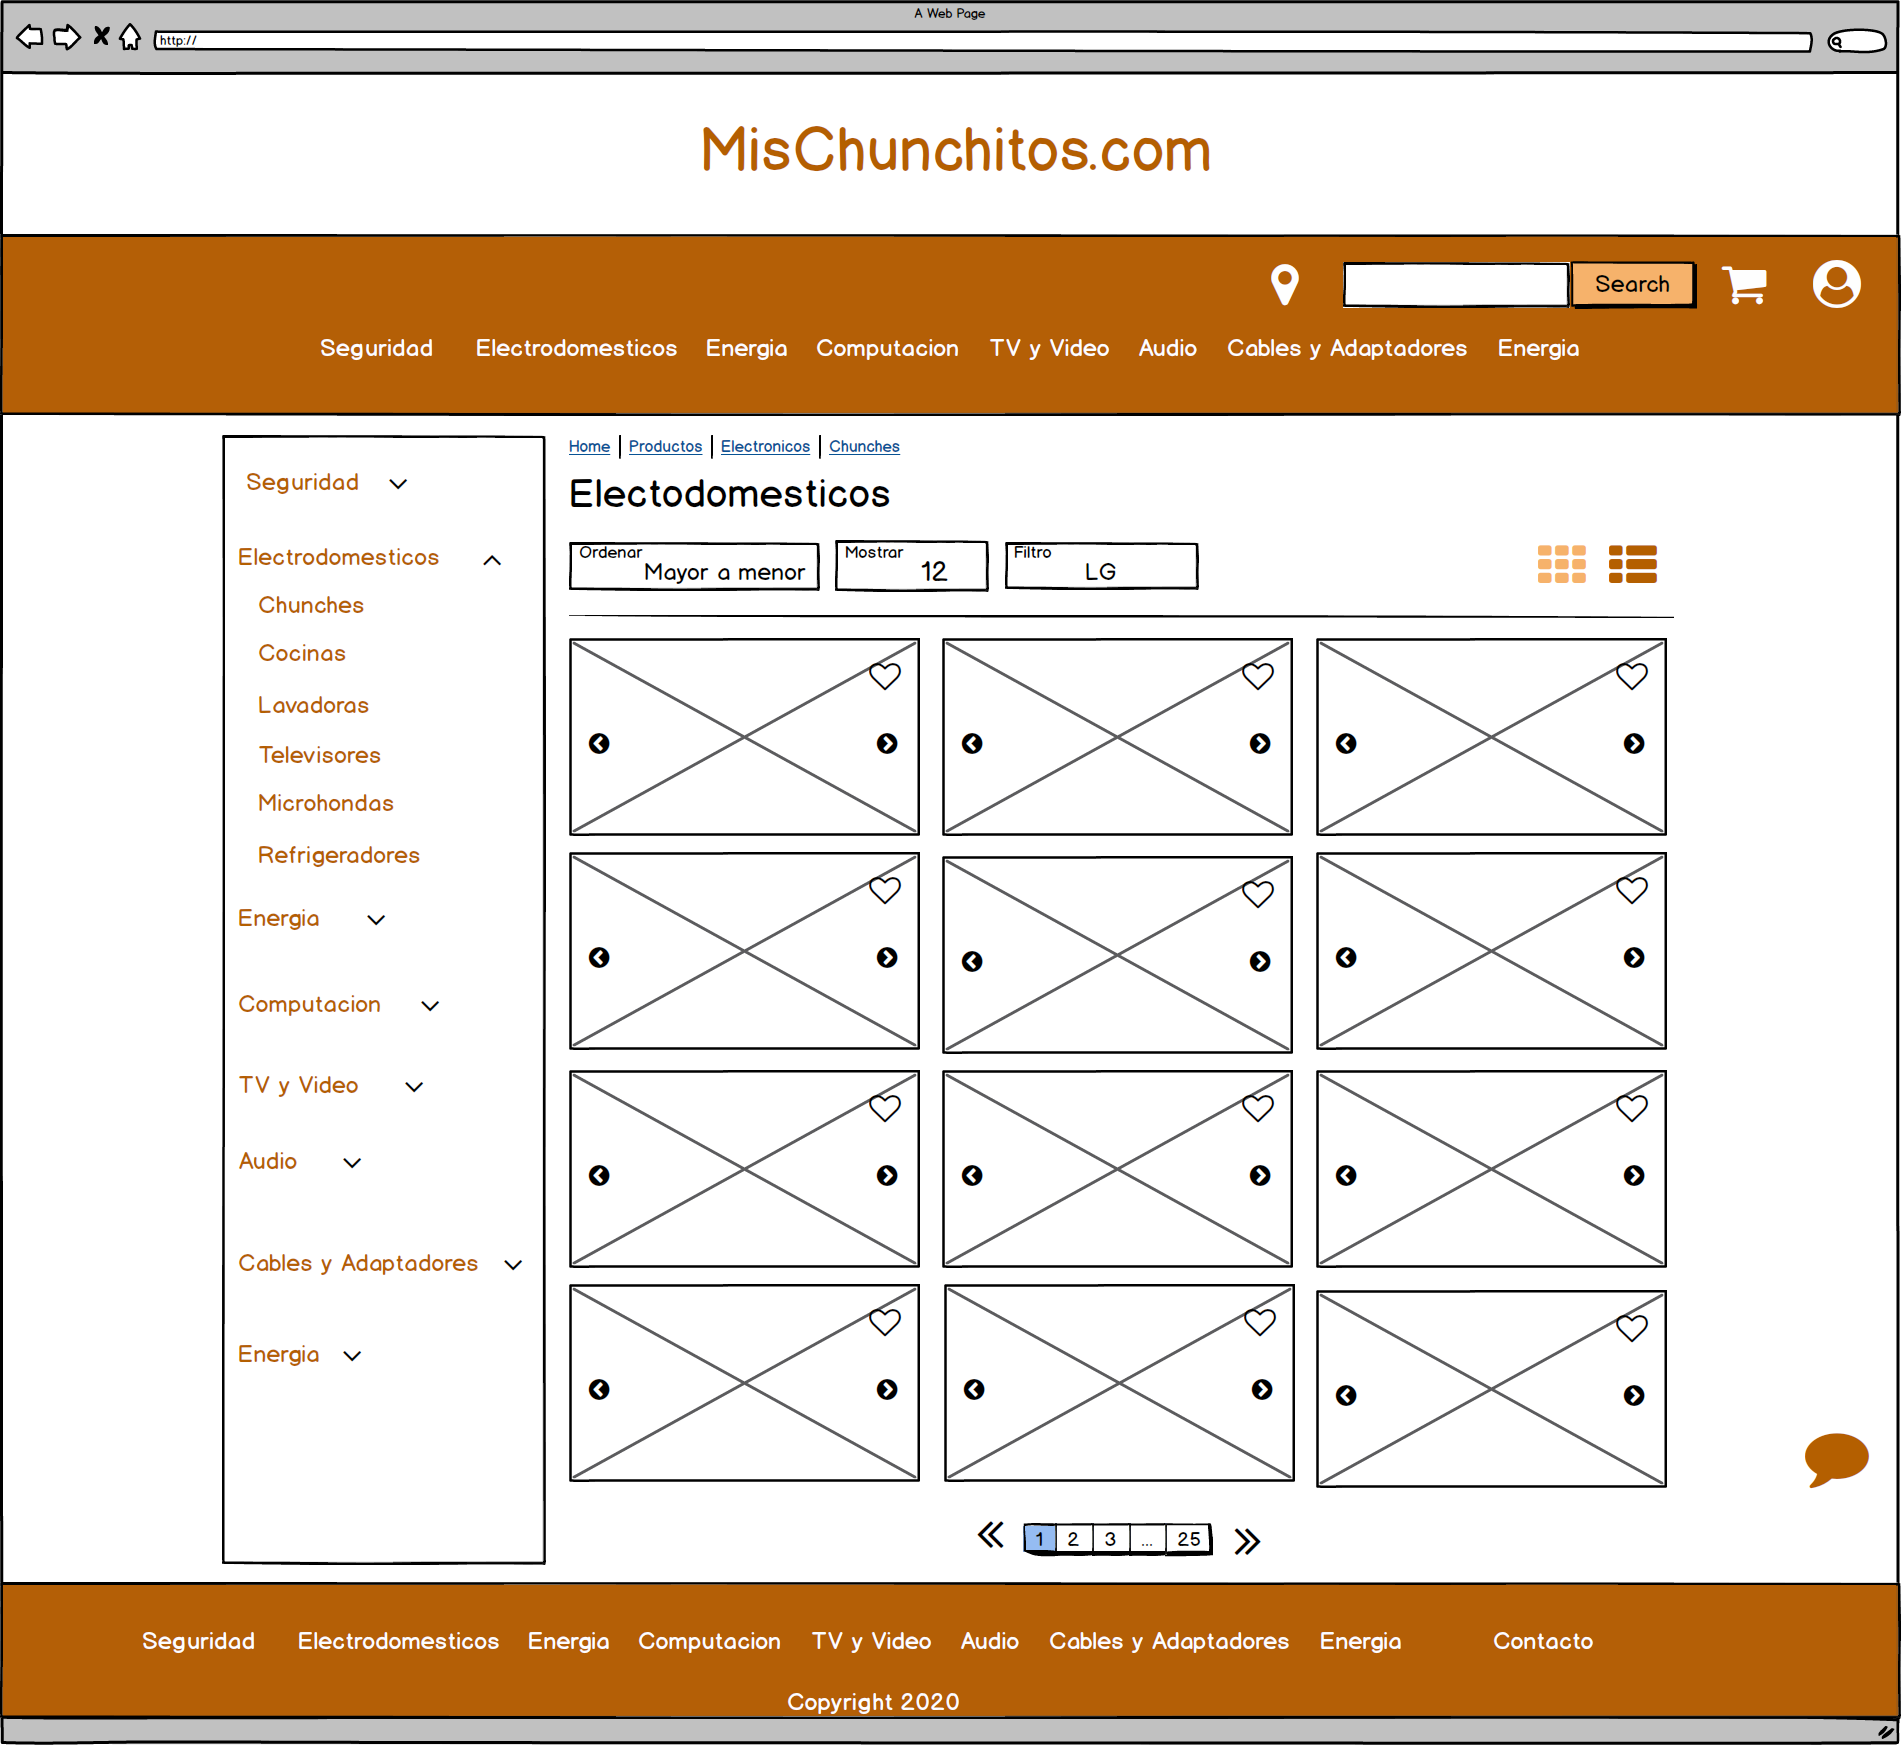 A Web Page
http://
MisChunchitos.com
Search
Seguridad Electrodomesticos Energia Computacion TV y Video Audio Cables y Adaptadores Energia
Seguridad
Electrodomesticos
Chunches
Cocinas
Lavadoras
Televisores
Microhondas
Refrigeradores
Energia
Computacion
TV y Video
Audio
Cables y Adaptadores
Energia
Home Productos Electronicos Chunches
Electodomesticos
Ordenar
Mayor a menor
Mostrar
12
Filtro
LG
1 2 3 ... 25
Seguridad Electrodomesticos Energia Computacion TV y Video Audio Cables y Adaptadores Energia Contacto
Copyright 2020